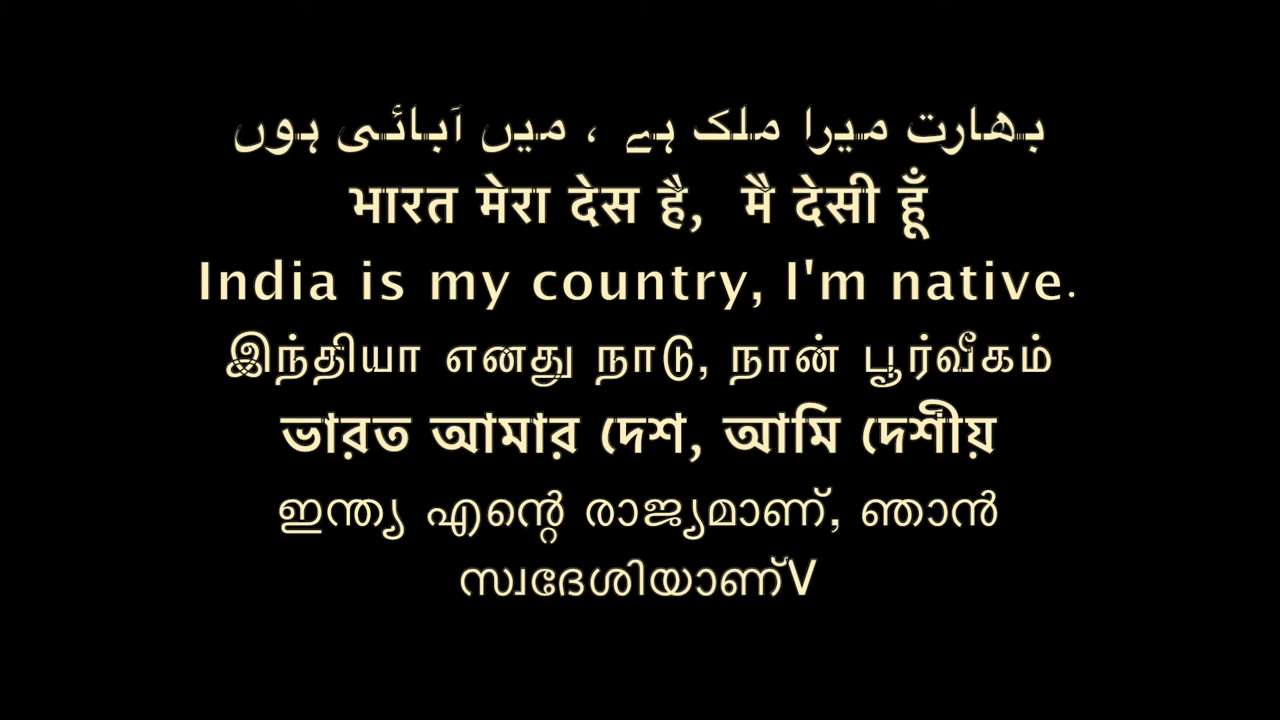 بھارت میرا ملک ہے ، میں آبائی ہوں
भारत मेरा देस है, मै देसी हूँ
India is my country, I'm native.
இந்தியா எனது நாடு, நான் பூர்வீகம்
ভারত আমার দেশ, আমি দেশীয়
ഇന്ത്യ എന്റെ രാജ്യമാണ്, ഞാൻ
സ്വദേശിയാണ്V